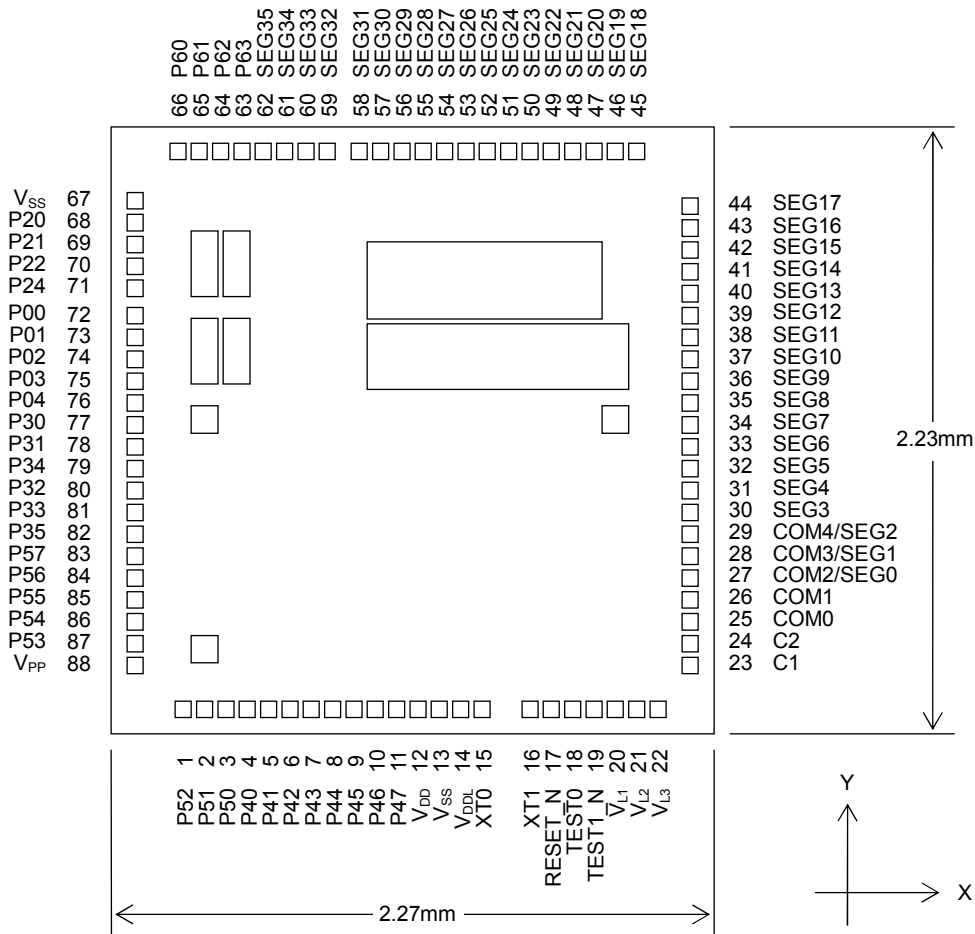 66 P60
65 P61
64 P62
63 P63
62 SEG35
61 SEG34
60 SEG33
59 SEG32
58 SEG31
57 SEG30
56 SEG29
55 SEG28
54 SEG27
53 SEG26
52 SEG25
51 SEG24
50 SEG23
49 SEG22
48 SEG21
47 SEG20
46 SEG19
45 SEG18
VSS 67
P20 68
P21 69
P22 70
P24 71
P00 72
P01 73
P02 74
P03 75
P04 76
P30 77
P31 78
P34 79
P32 80
P33 81
P35 82
P57 83
P56 84
P55 85
P54 86
P53 87
VPP 88
44 SEG17
43 SEG16
42 SEG15
41 SEG14
40 SEG13
39 SEG12
38 SEG11
37 SEG10
36 SEG9
35 SEG8
34 SEG7
33 SEG6
32 SEG5
31 SEG4
30 SEG3
29 COM4/SEG2
28 COM3/SEG1
27 COM2/SEG0
26 COM1
25 COM0
24 C2
23 C1
2.23mm
P52 1
P51 2
P50 3
P40 4
P41 5
P42 6
P43 7
P44 8
P45 9
P46 10
P47 11
VDD 12
VSS 13
VDDL 14
XT0 15
XT1 16
RESET_N 17
TEST0 18
TEST1_N 19
VL1 20
VL2 21
VL3 22
2.27mm
Y
X